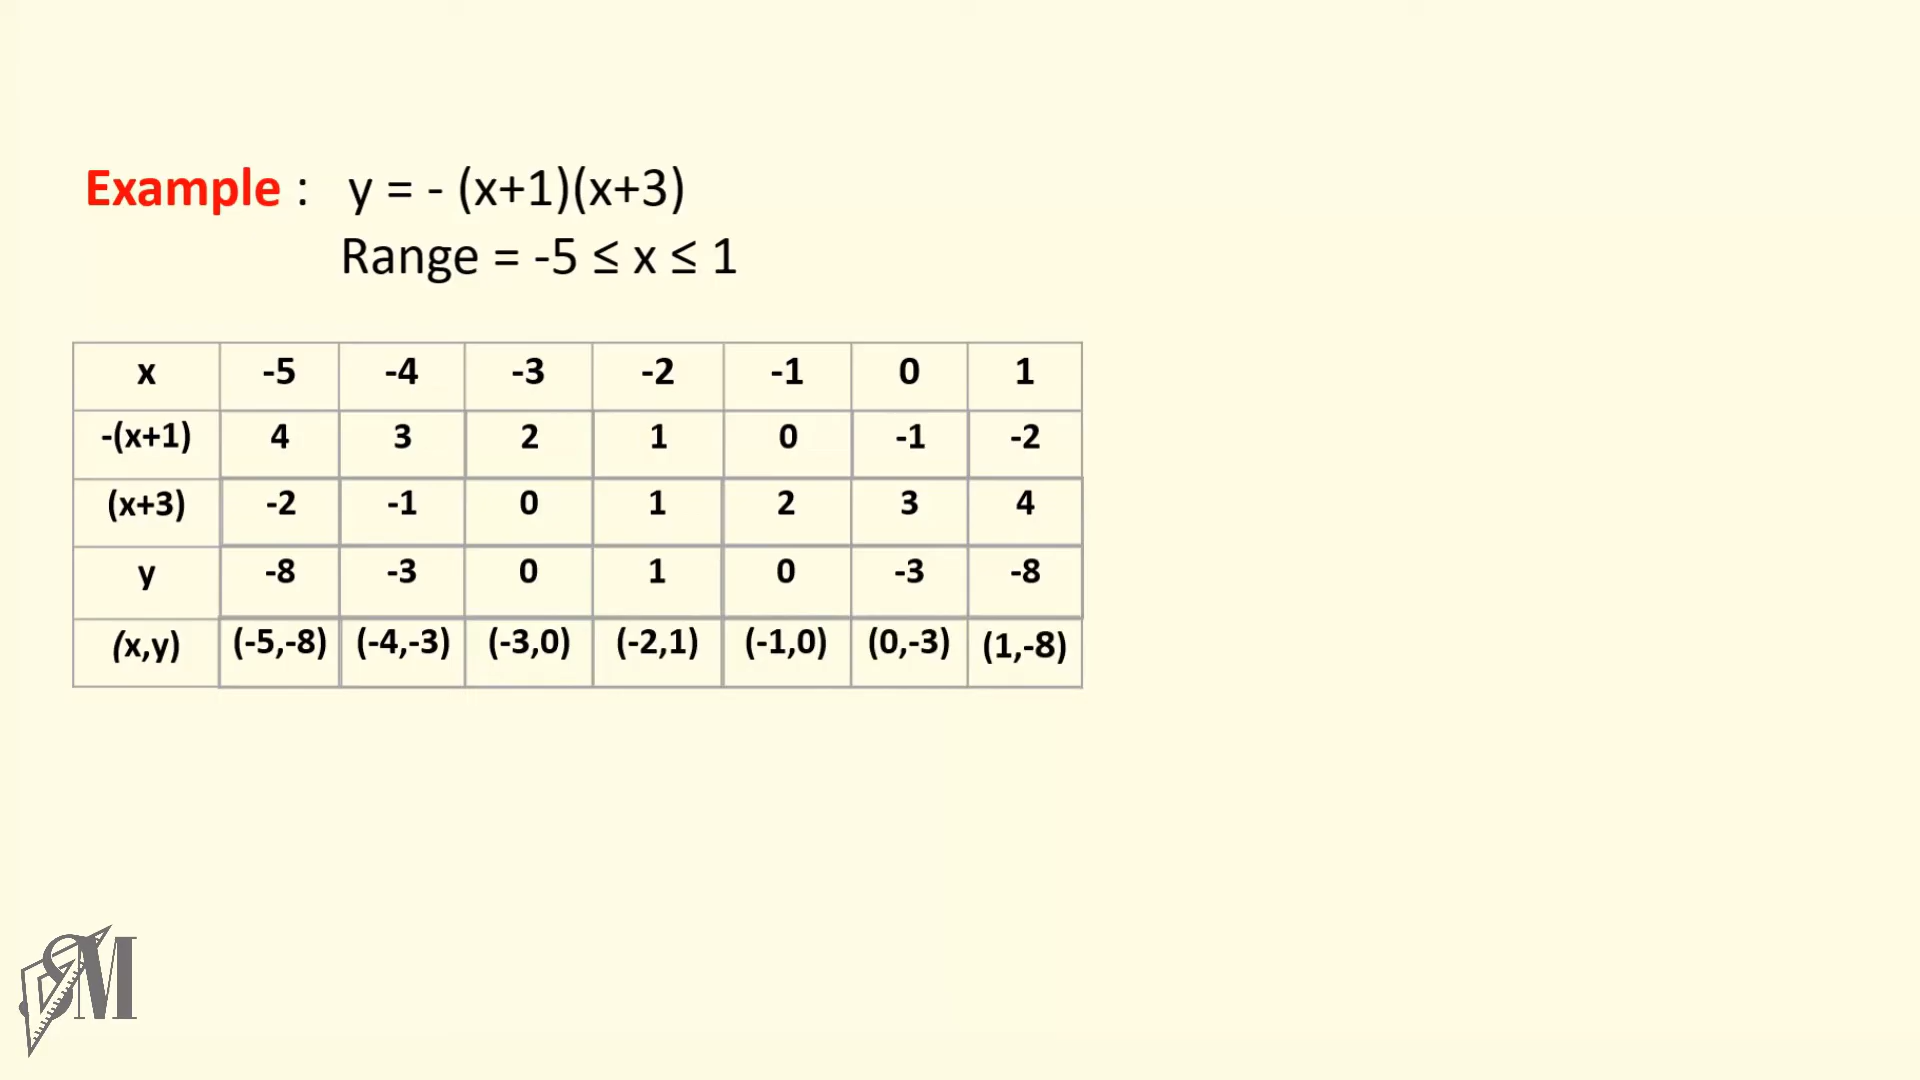 Example : y = - (x+1)(x+3)
Range = -5 ≤ x ≤ 1
x -5 -4 -3 -2 -1 0 1
-(x+1) 4 3 2 1 0 -1 -2
(x+3) -2 -1 0 1 2 3 4
y -8 -3 0 1 0 -3 -8
(x,y) (-5,-8) (-4,-3) (-3,0) (-2,1) (-1,0) (0,-3) (1,-8)
SM